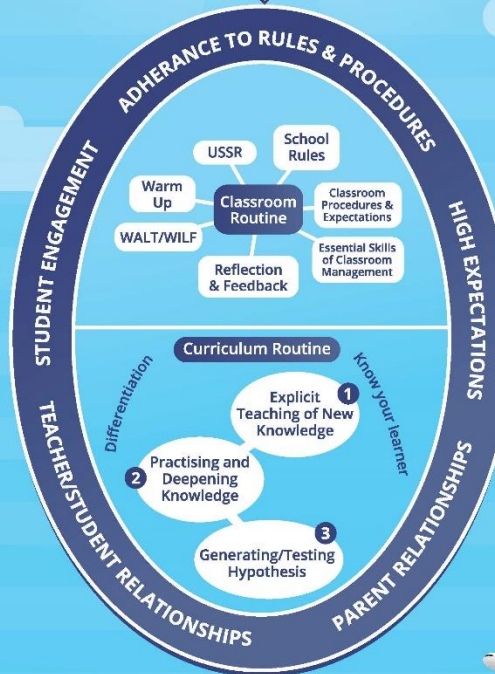 ADHERANCE TO RULES & PROCEDURES
STUDENT ENGAGEMENT
HIGH EXPECTATIONS
USSR
School
Rules
Warm
Up
Classroom
Routine
Classroom
Procedures &
Expectations
WALT/WILF
Essential Skills
of Classroom
Management
Reflection
& Feedback
Curriculum Routine
Differentiation
Know your learner
1
Explicit
Teaching of New
Knowledge
2
Practising and
Deepening
Knowledge
3
Generating/Testing
Hypothesis
TEACHER/STUDENT RELATIONSHIPS
PARENT RELATIONSHIPS